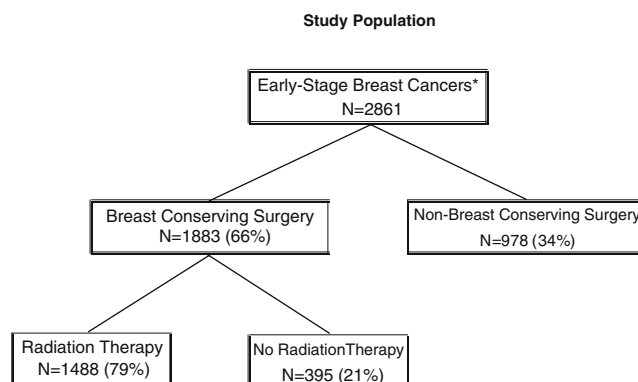 Study Population
Early-Stage Breast Cancers*
N=2861
Breast Conserving Surgery
N=1883 (66%)
Non-Breast Conserving Surgery
N=978 (34%)
Radiation Therapy
N=1488 (79%)
No RadiationTherapy
N=395 (21%)